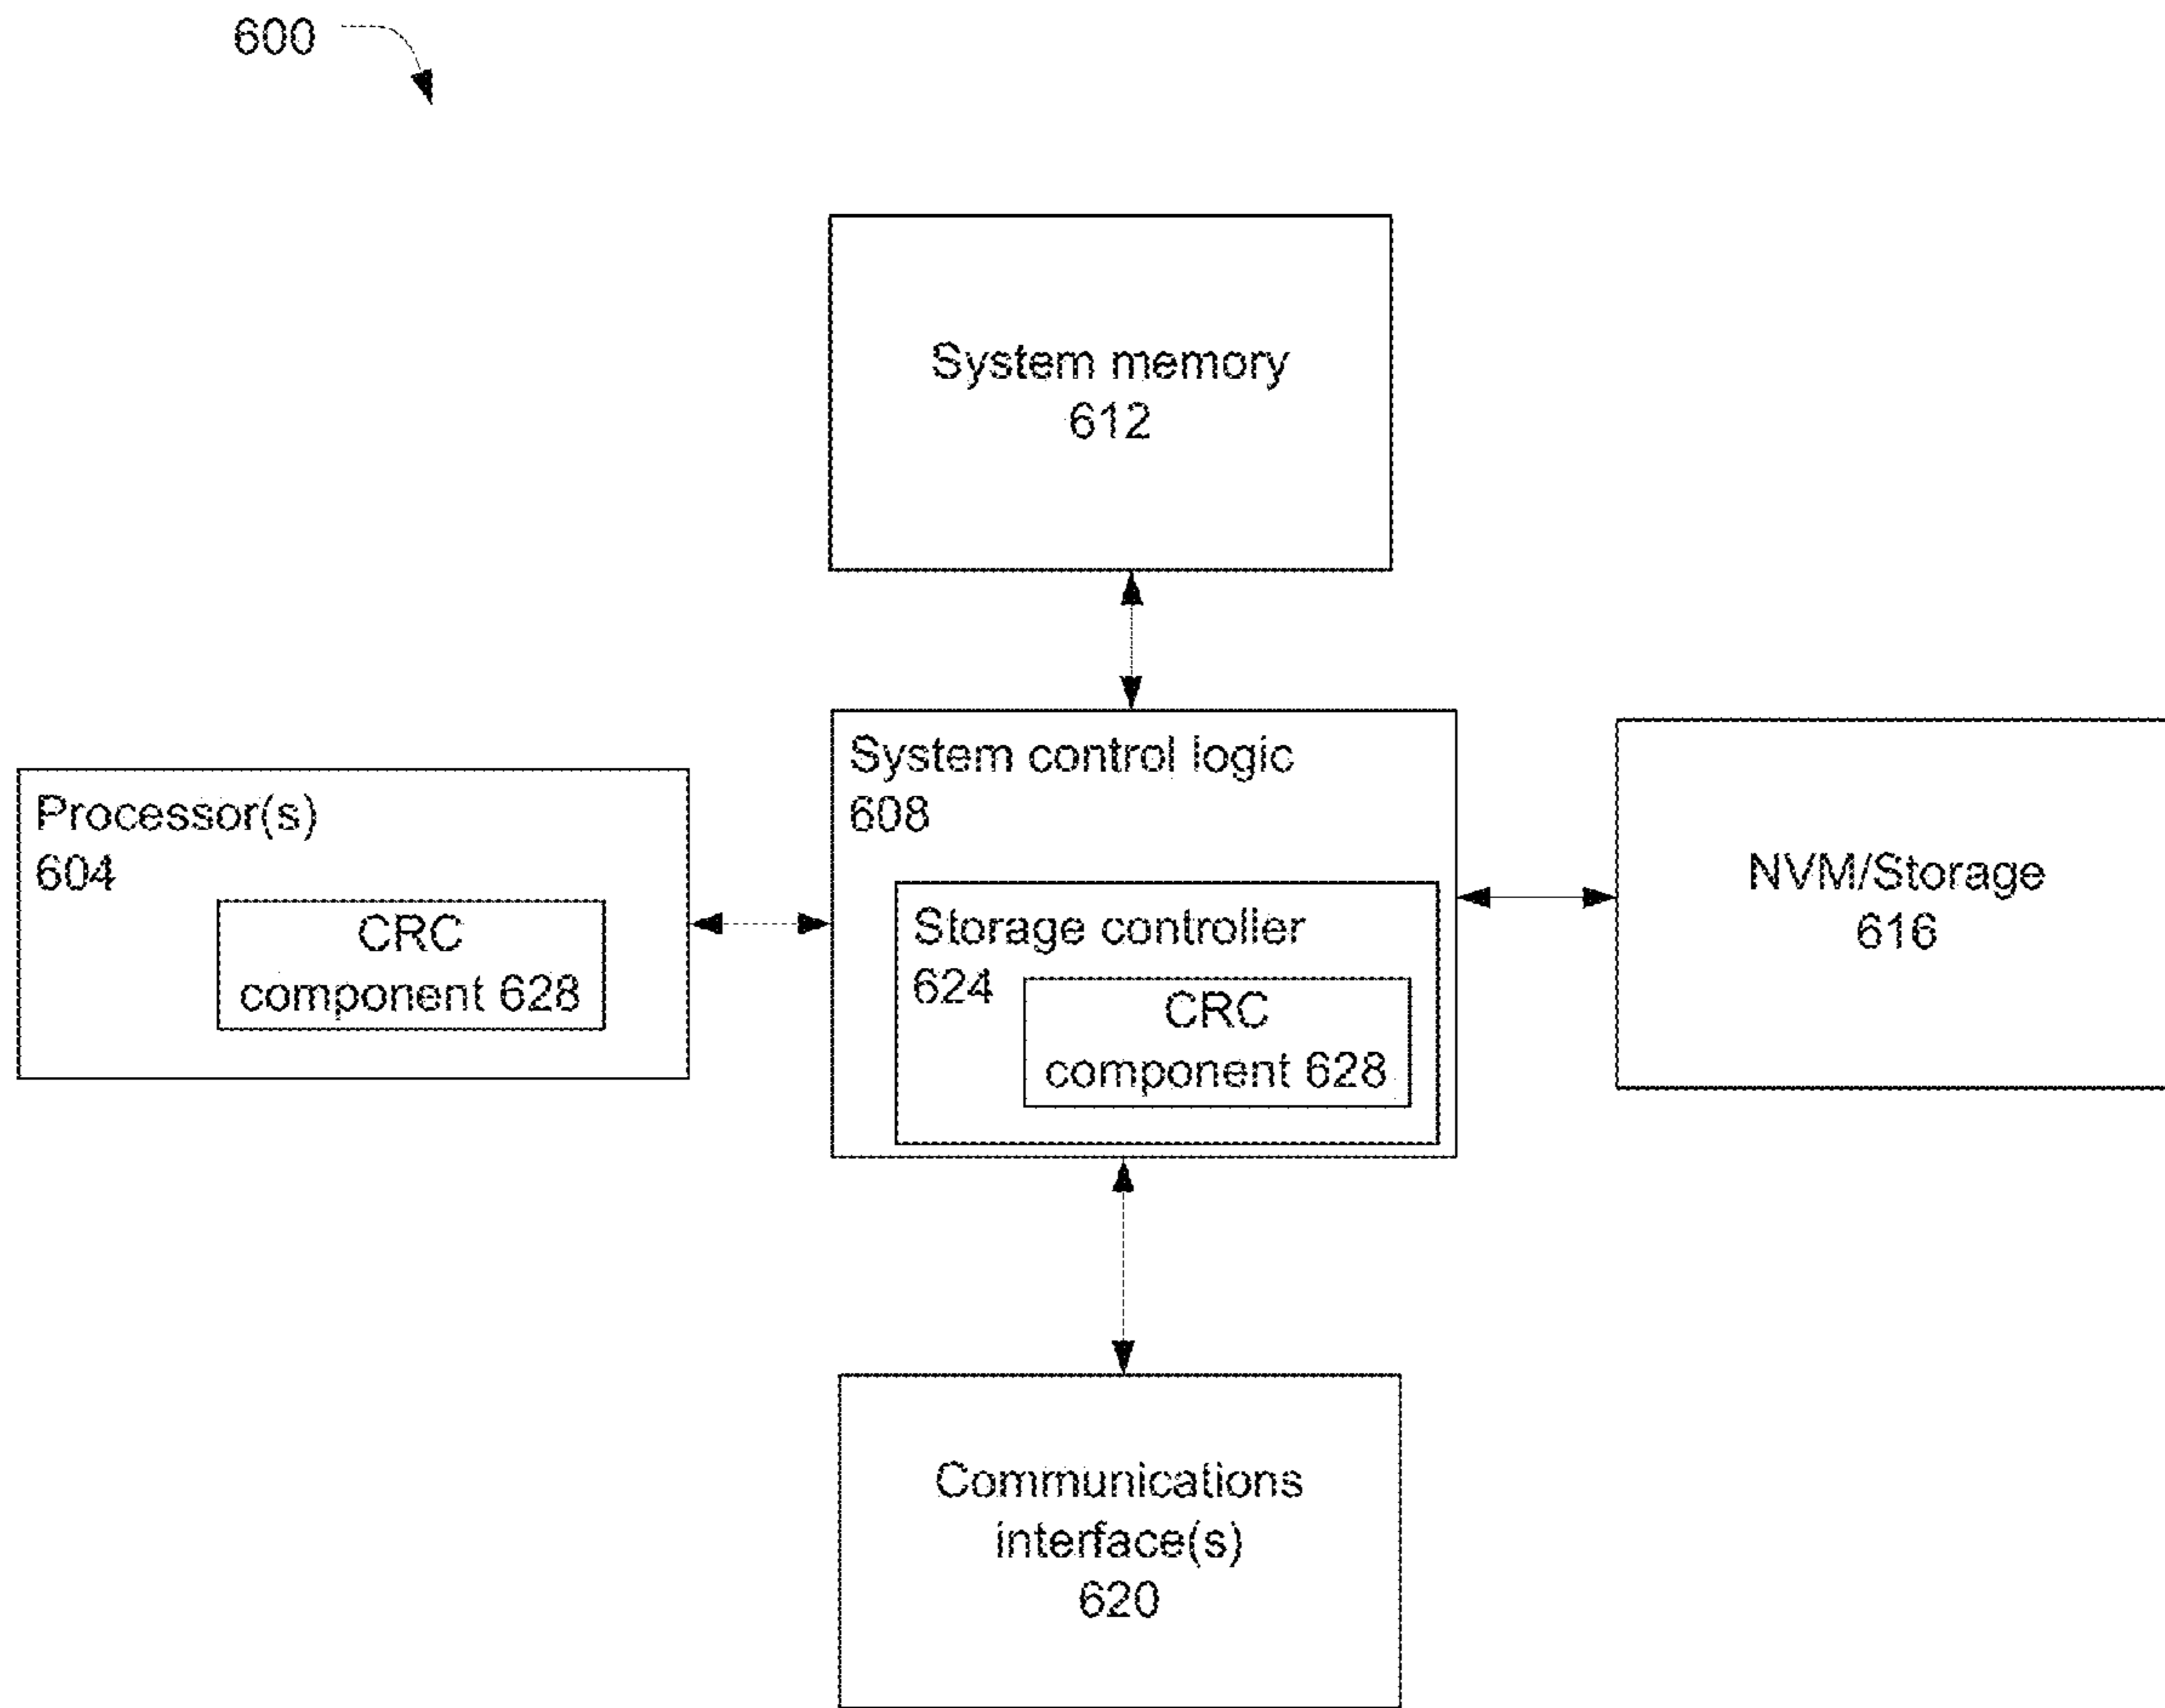 600
System memory
612
System control logic
608
Processor(s)
604
CRC
component 628
Storage controller
624
CRC
component 628
NVM/Storage
616
Communications
interface(s)
620